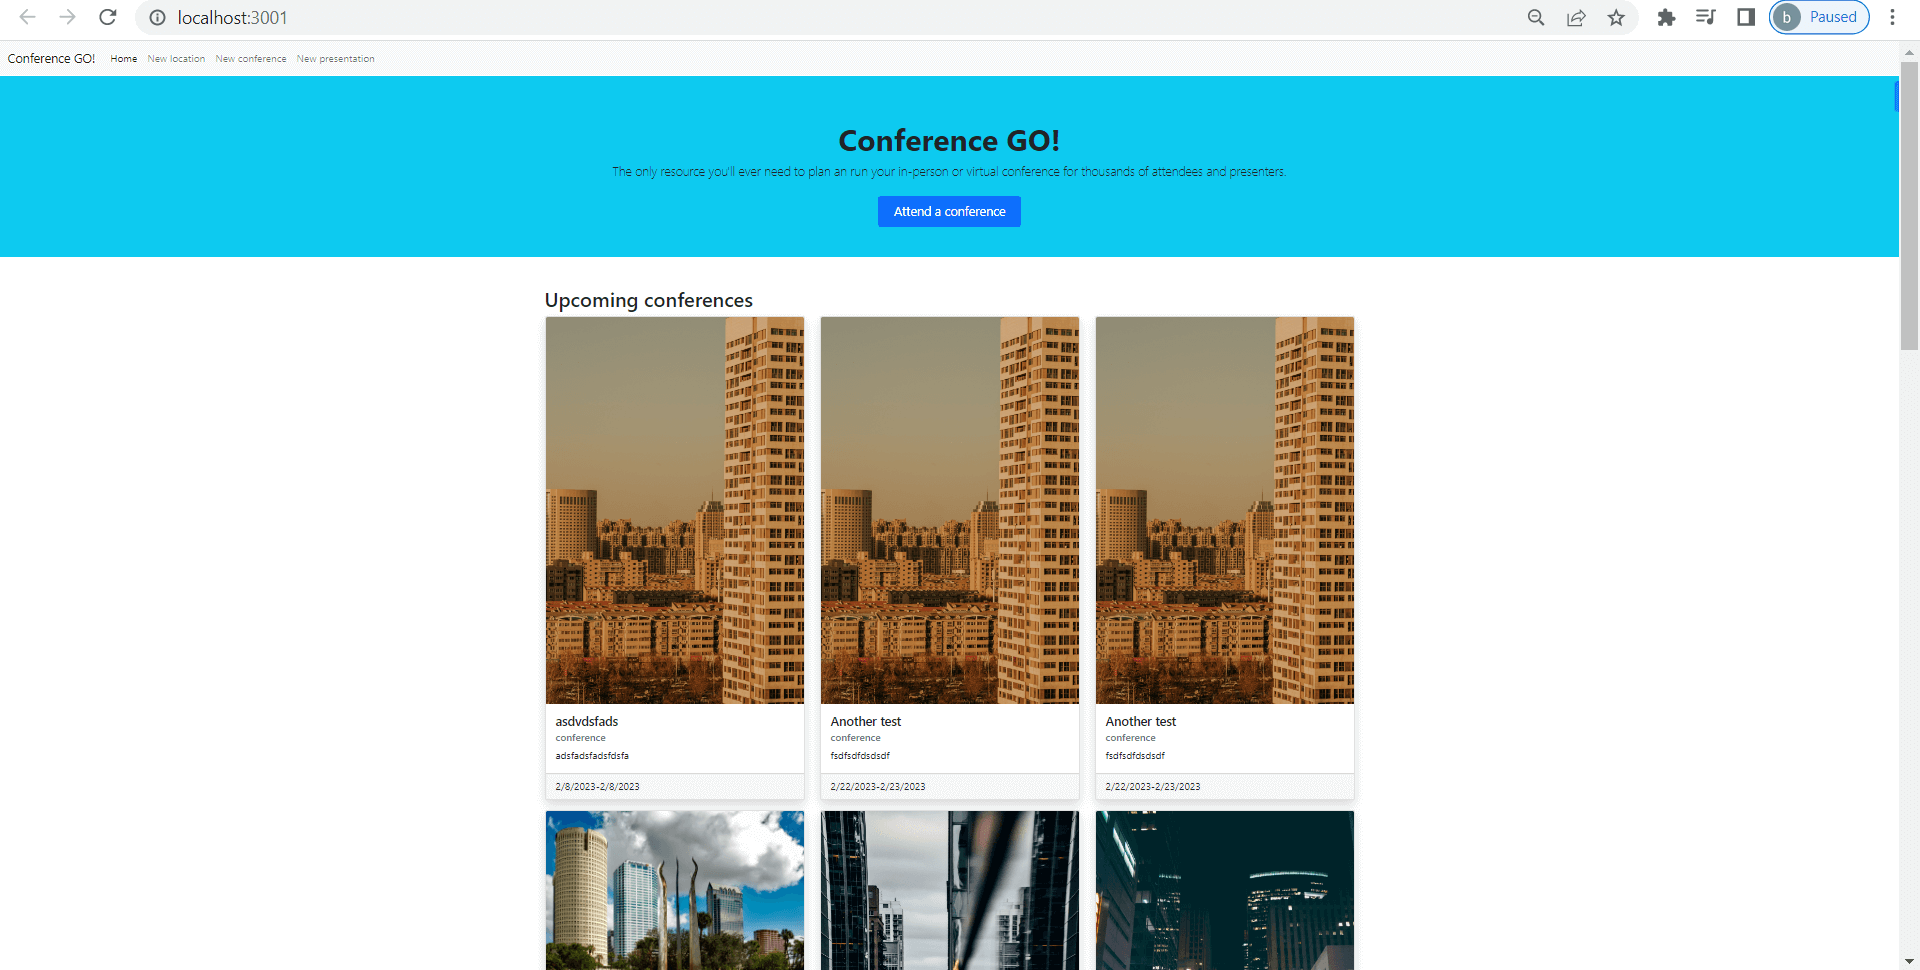 localhost:3001
b Paused
Conference GO! Home New location New conference New presentation
Conference GO!
The only resource you'll ever need to plan an run your in-person or virtual conference for thousands of attendees and presenters.
Attend a conference
Upcoming conferences
asdvdsfads
conference
adsfadsfadsfdsfa
2/8/2023-2/8/2023
Another test
conference
fsdfsdfdsdsdf
2/22/2023-2/23/2023
Another test
conference
fsdfsdfdsdsdf
2/22/2023-2/23/2023